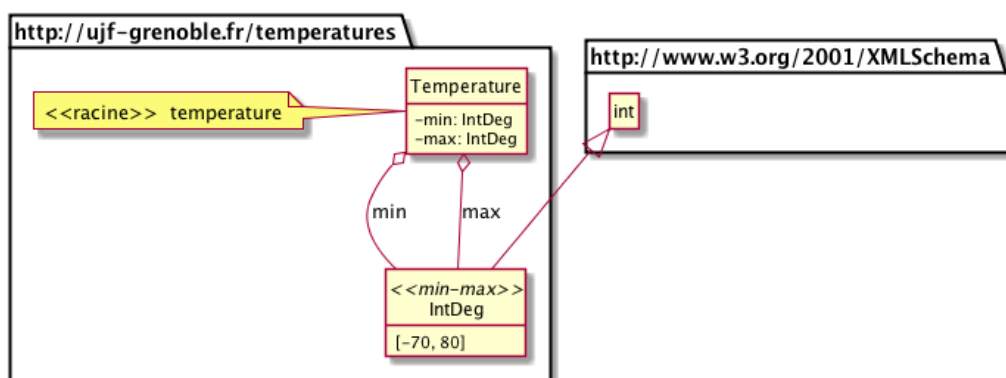 http://ujf-grenoble.fr/temperatures
http://www.w3.org/2001/XMLSchema
Temperature
<<racine>> temperature
-min: IntDeg
-max: IntDeg
int
min
max
<<min-max>>
IntDeg
[-70, 80]